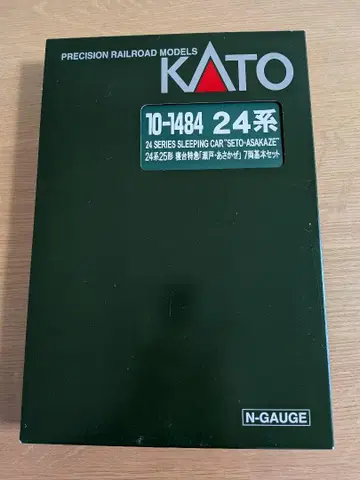 PRECISION RAILROAD MODELS
KATO
10-1484 24系
24 SERIES SLEEPING CAR "SETO-ASAKAZE"
24系25形 寝台特急「瀬戸・あさかぜ」7両基本セット
N-GAUGE